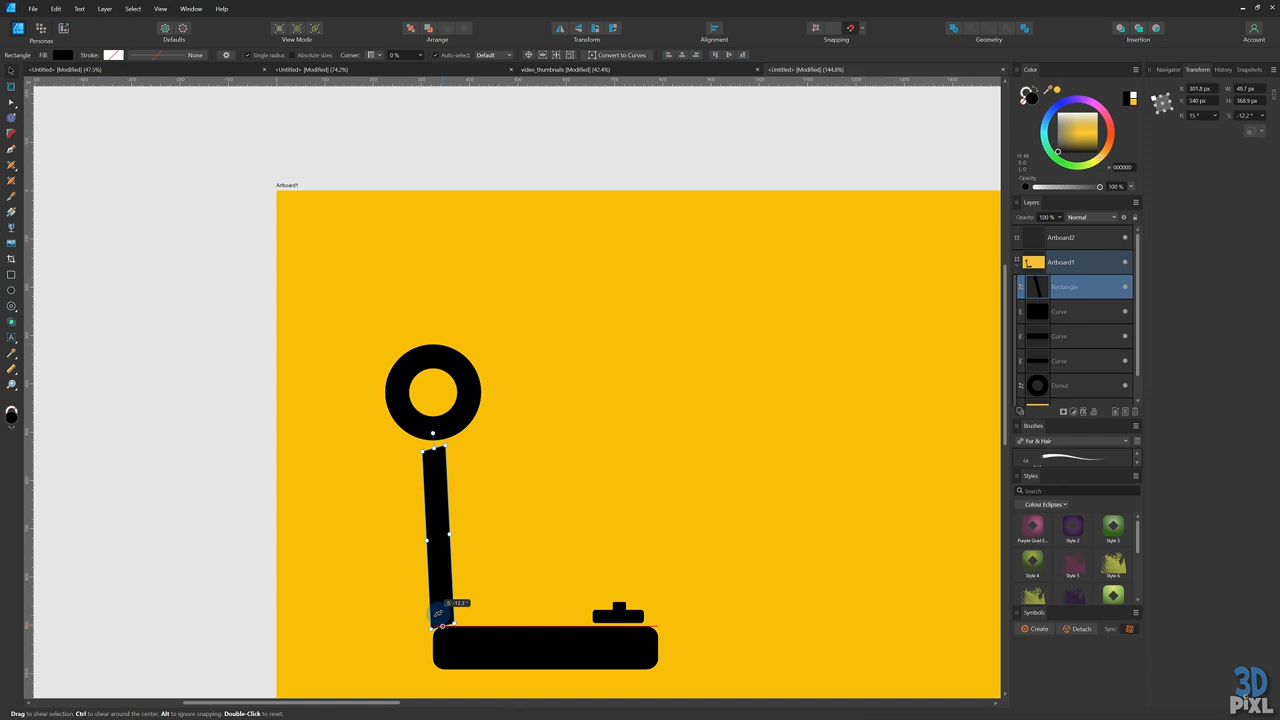 File Edit Text Layer Select View Window Help
Personas Defaults View Mode Arrange Transform Alignment Snapping Geometry Insertion Account
Rectangle Fill: Stroke: None Single radius Absolute sizes Corner: 0 % Auto-select: Default Convert to Curves
<Untitled> [Modified] (47.5%) × <Untitled> [Modified] (74.2%) × video_thumbnails [Modified] (42.4%) × <Untitled> [Modified] (144.8%) ×
Color
Navigator Transform History Snapshots
X: 301.8 px W: 49.7 px
Y: 540 px H: 368.9 px
R: 15 ° S: -12.2 °
H: 48
S: 0
L: 0
# 000000
Opacity
100 %
Layers
Opacity: 100 % Normal
Artboard2
Artboard1
Rectangle
Curve
Curve
Curve
Donut
Artboard1
S: -12.2 °
Brushes
Fur & Hair
64
Styles
Search
Colour Eclipses
Purple Grad E... Style 2 Style 3
Style 4 Style 5 Style 6
Symbols
Create Detach Sync:
3D
PiXL
Drag to shear selection. Ctrl to shear around the center. Alt to ignore snapping. Double-Click to reset.